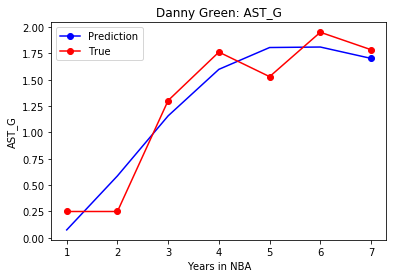 Danny Green: AST_G
Prediction
True
2.00
1.75
1.50
1.25
1.00
0.75
0.50
0.25
0.00
AST_G
1 2 3 4 5 6 7
Years in NBA